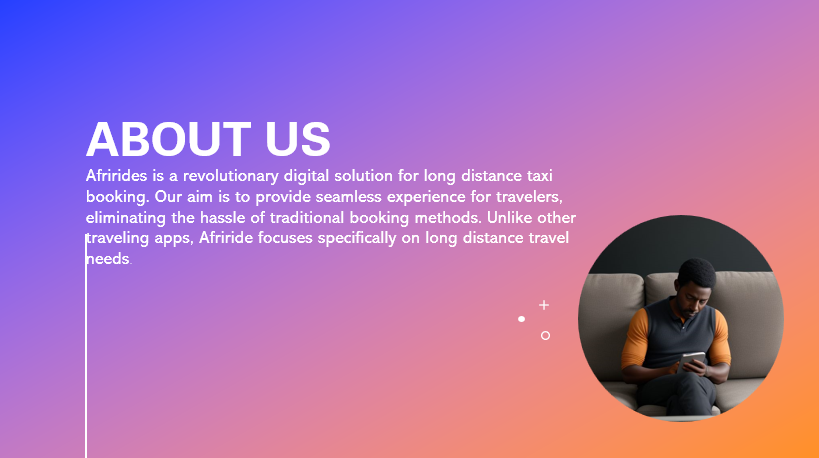 ABOUT US
Afrirides is a revolutionary digital solution for long distance taxi
booking. Our aim is to provide seamless experience for travelers,
eliminating the hassle of traditional booking methods. Unlike other
traveling apps, Afriride focuses specifically on long distance travel
needs.